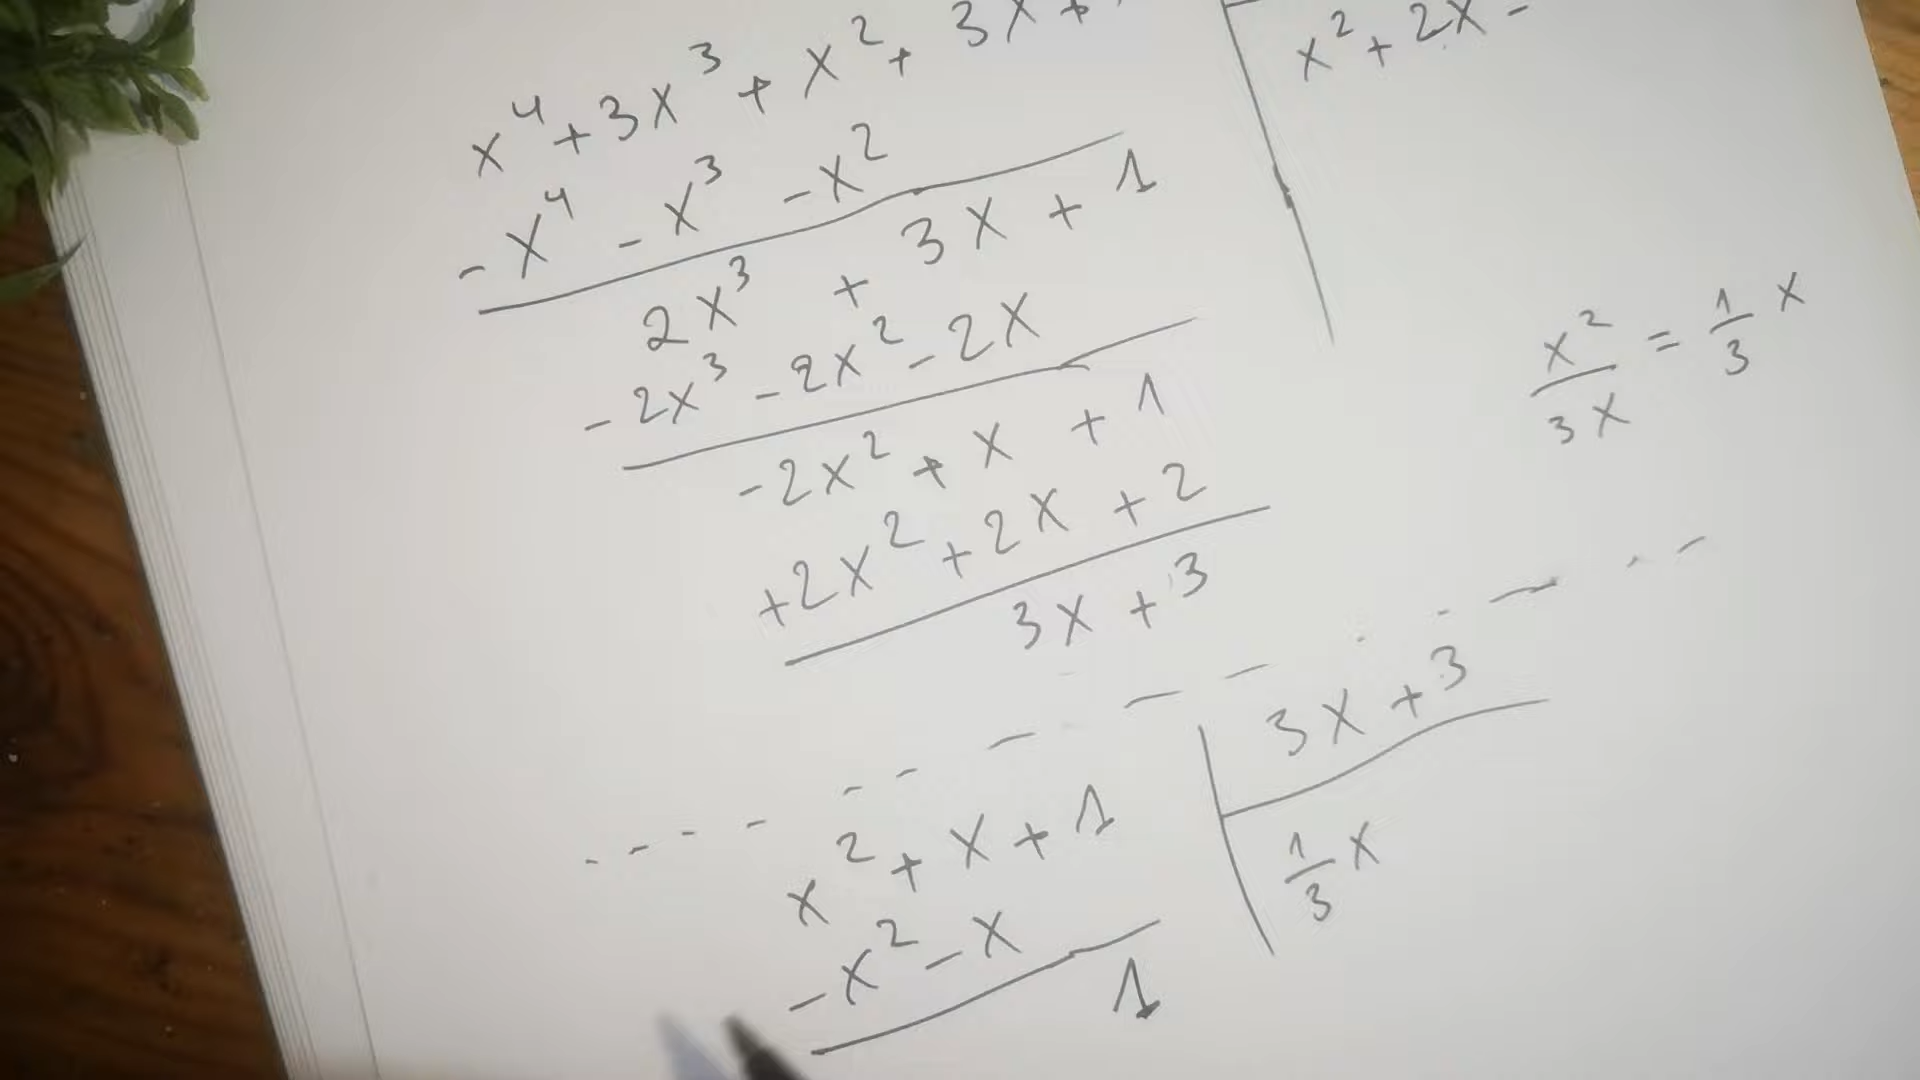 x⁴ + 3x³ + x² + 3x +
x² + 2x -
- x⁴ - x³ - x²
2x³ + 3x + 1
- 2x³ - 2x² - 2x
x²/3x = 1/3 x
- 2x² + x + 1
+ 2x² + 2x + 2
3x + 3
3x + 3
x² + x + 1
1/3 x
- x² - x
1